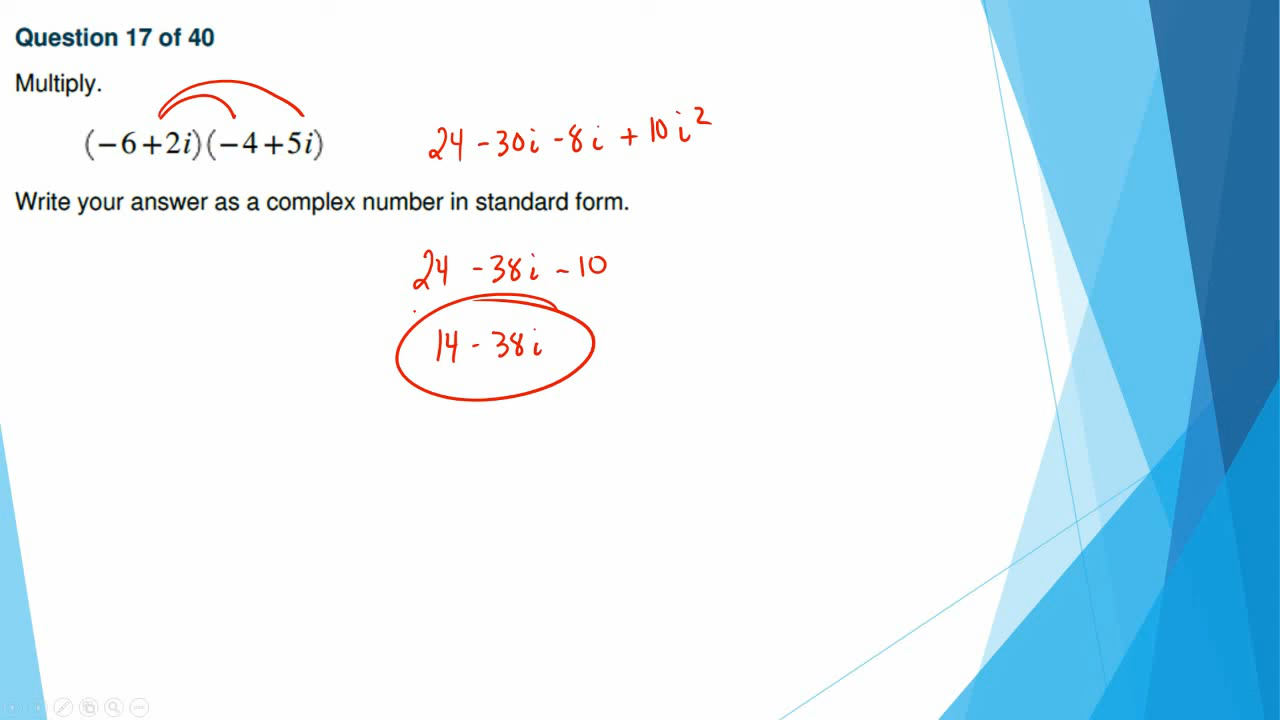 Question 17 of 40
Multiply.
(−6+2i)(−4+5i)
24 - 30i - 8i + 10i²
Write your answer as a complex number in standard form.
24 - 38i - 10
14 - 38i